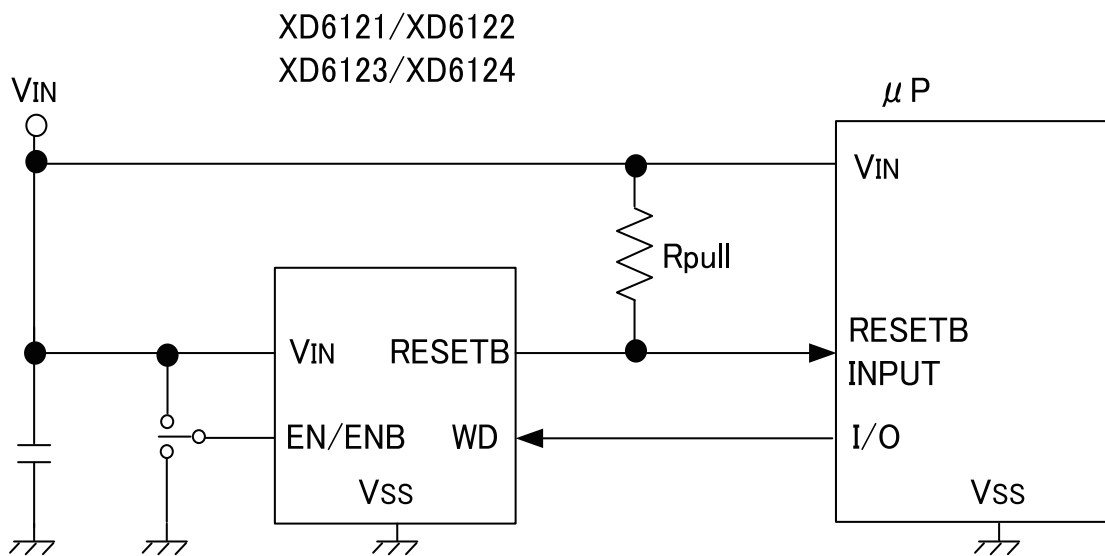 XD6121/XD6122
XD6123/XD6124
VIN
μP
VIN
Rpull
VIN
RESETB
RESETB
INPUT
EN/ENB
WD
I/O
VSS
VSS